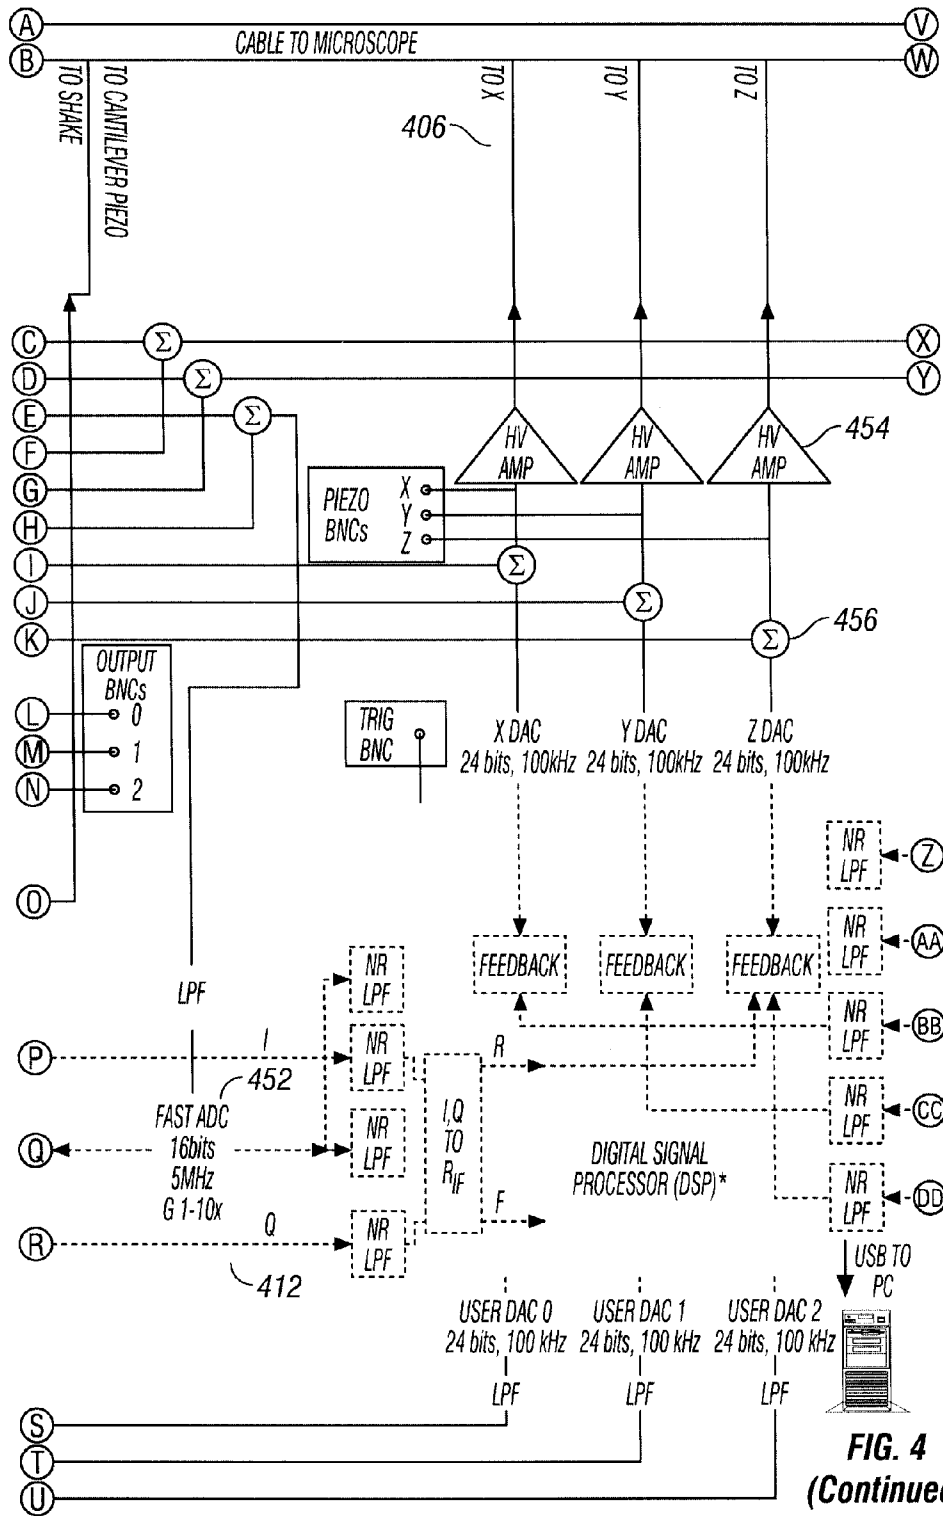 A
V
CABLE TO MICROSCOPE
B
W
TO SHAKE
TO CANTILEVER PIEZO
TO X
TO Y
TO Z
406
C
Σ
X
D
Σ
Y
E
Σ
F
G
H
HV
AMP
HV
AMP
HV
AMP
454
PIEZO
BNCs
X
Y
Z
I
Σ
J
Σ
K
Σ
456
OUTPUT
BNCs
L
0
M
1
N
2
TRIG
BNC
X DAC
24 bits, 100kHz
Y DAC
24 bits, 100kHz
Z DAC
24 bits, 100kHz
NR
LPF
Z
O
NR
LPF
AA
FEEDBACK
FEEDBACK
FEEDBACK
LPF
NR
LPF
NR
LPF
BB
P
I
NR
LPF
R
452
FAST ADC
16bits
5MHz
G 1-10x
Q
NR
LPF
I,Q
TO
RIF
NR
LPF
CC
DIGITAL SIGNAL
PROCESSOR (DSP)*
NR
LPF
DD
R
Q
NR
LPF
F
412
USB TO
PC
USER DAC 0
24 bits, 100 kHz
USER DAC 1
24 bits, 100 kHz
USER DAC 2
24 bits, 100 kHz
LPF
LPF
LPF
S
T
U
FIG. 4
(Continued